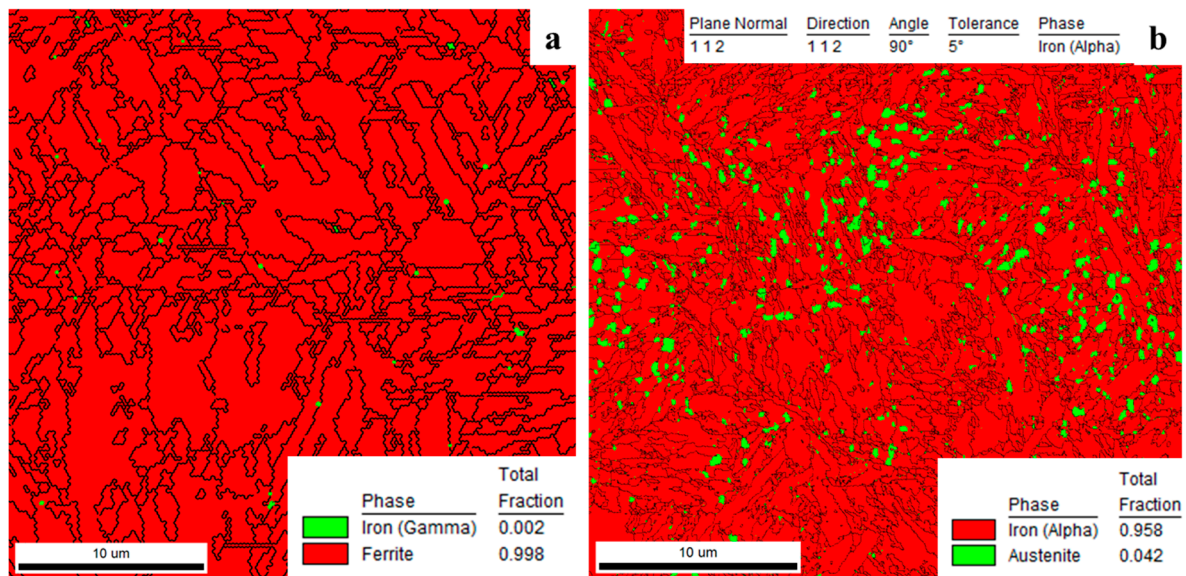 a
Plane Normal Direction Angle Tolerance Phase
1 1 2 1 1 2 90° 5° Iron (Alpha)
b
Total
Phase Fraction
Iron (Gamma) 0.002
Ferrite 0.998
10 um
Total
Phase Fraction
Iron (Alpha) 0.958
Austenite 0.042
10 um